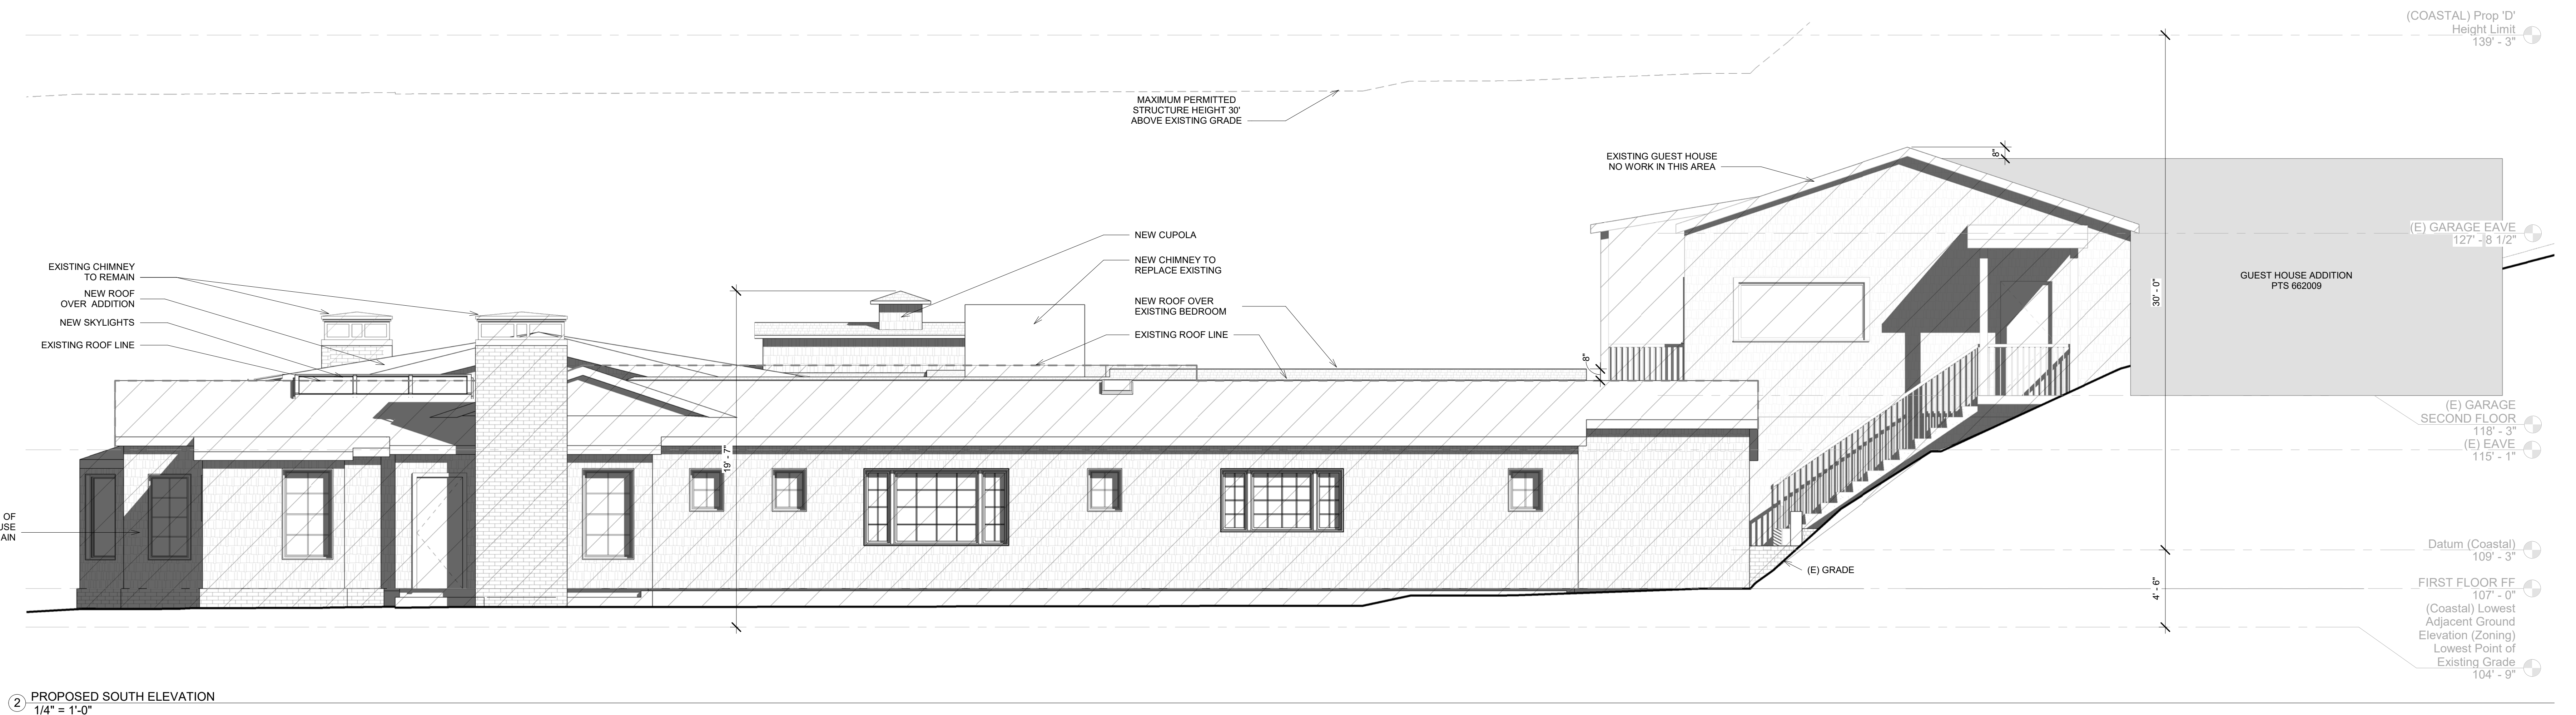 (COASTAL) Prop 'D'
Height Limit
139' - 3"
MAXIMUM PERMITTED
STRUCTURE HEIGHT 30'
ABOVE EXISTING GRADE
EXISTING GUEST HOUSE
NO WORK IN THIS AREA
8"
(E) GARAGE EAVE
127' - 8 1/2"
NEW CUPOLA
NEW CHIMNEY TO
REPLACE EXISTING
EXISTING CHIMNEY
TO REMAIN
NEW ROOF
OVER ADDITION
NEW SKYLIGHTS
EXISTING ROOF LINE
NEW ROOF OVER
EXISTING BEDROOM
EXISTING ROOF LINE
8"
GUEST HOUSE ADDITION
PTS 662009
30' - 0"
19' - 7"
(E) GARAGE
SECOND FLOOR
118' - 3"
(E) EAVE
115' - 1"
OF
USE
AIN
Datum (Coastal)
109' - 3"
(E) GRADE
4' - 6"
FIRST FLOOR FF
107' - 0"
(Coastal) Lowest
Adjacent Ground
Elevation (Zoning)
Lowest Point of
Existing Grade
104' - 9"
2 PROPOSED SOUTH ELEVATION
1/4" = 1'-0"